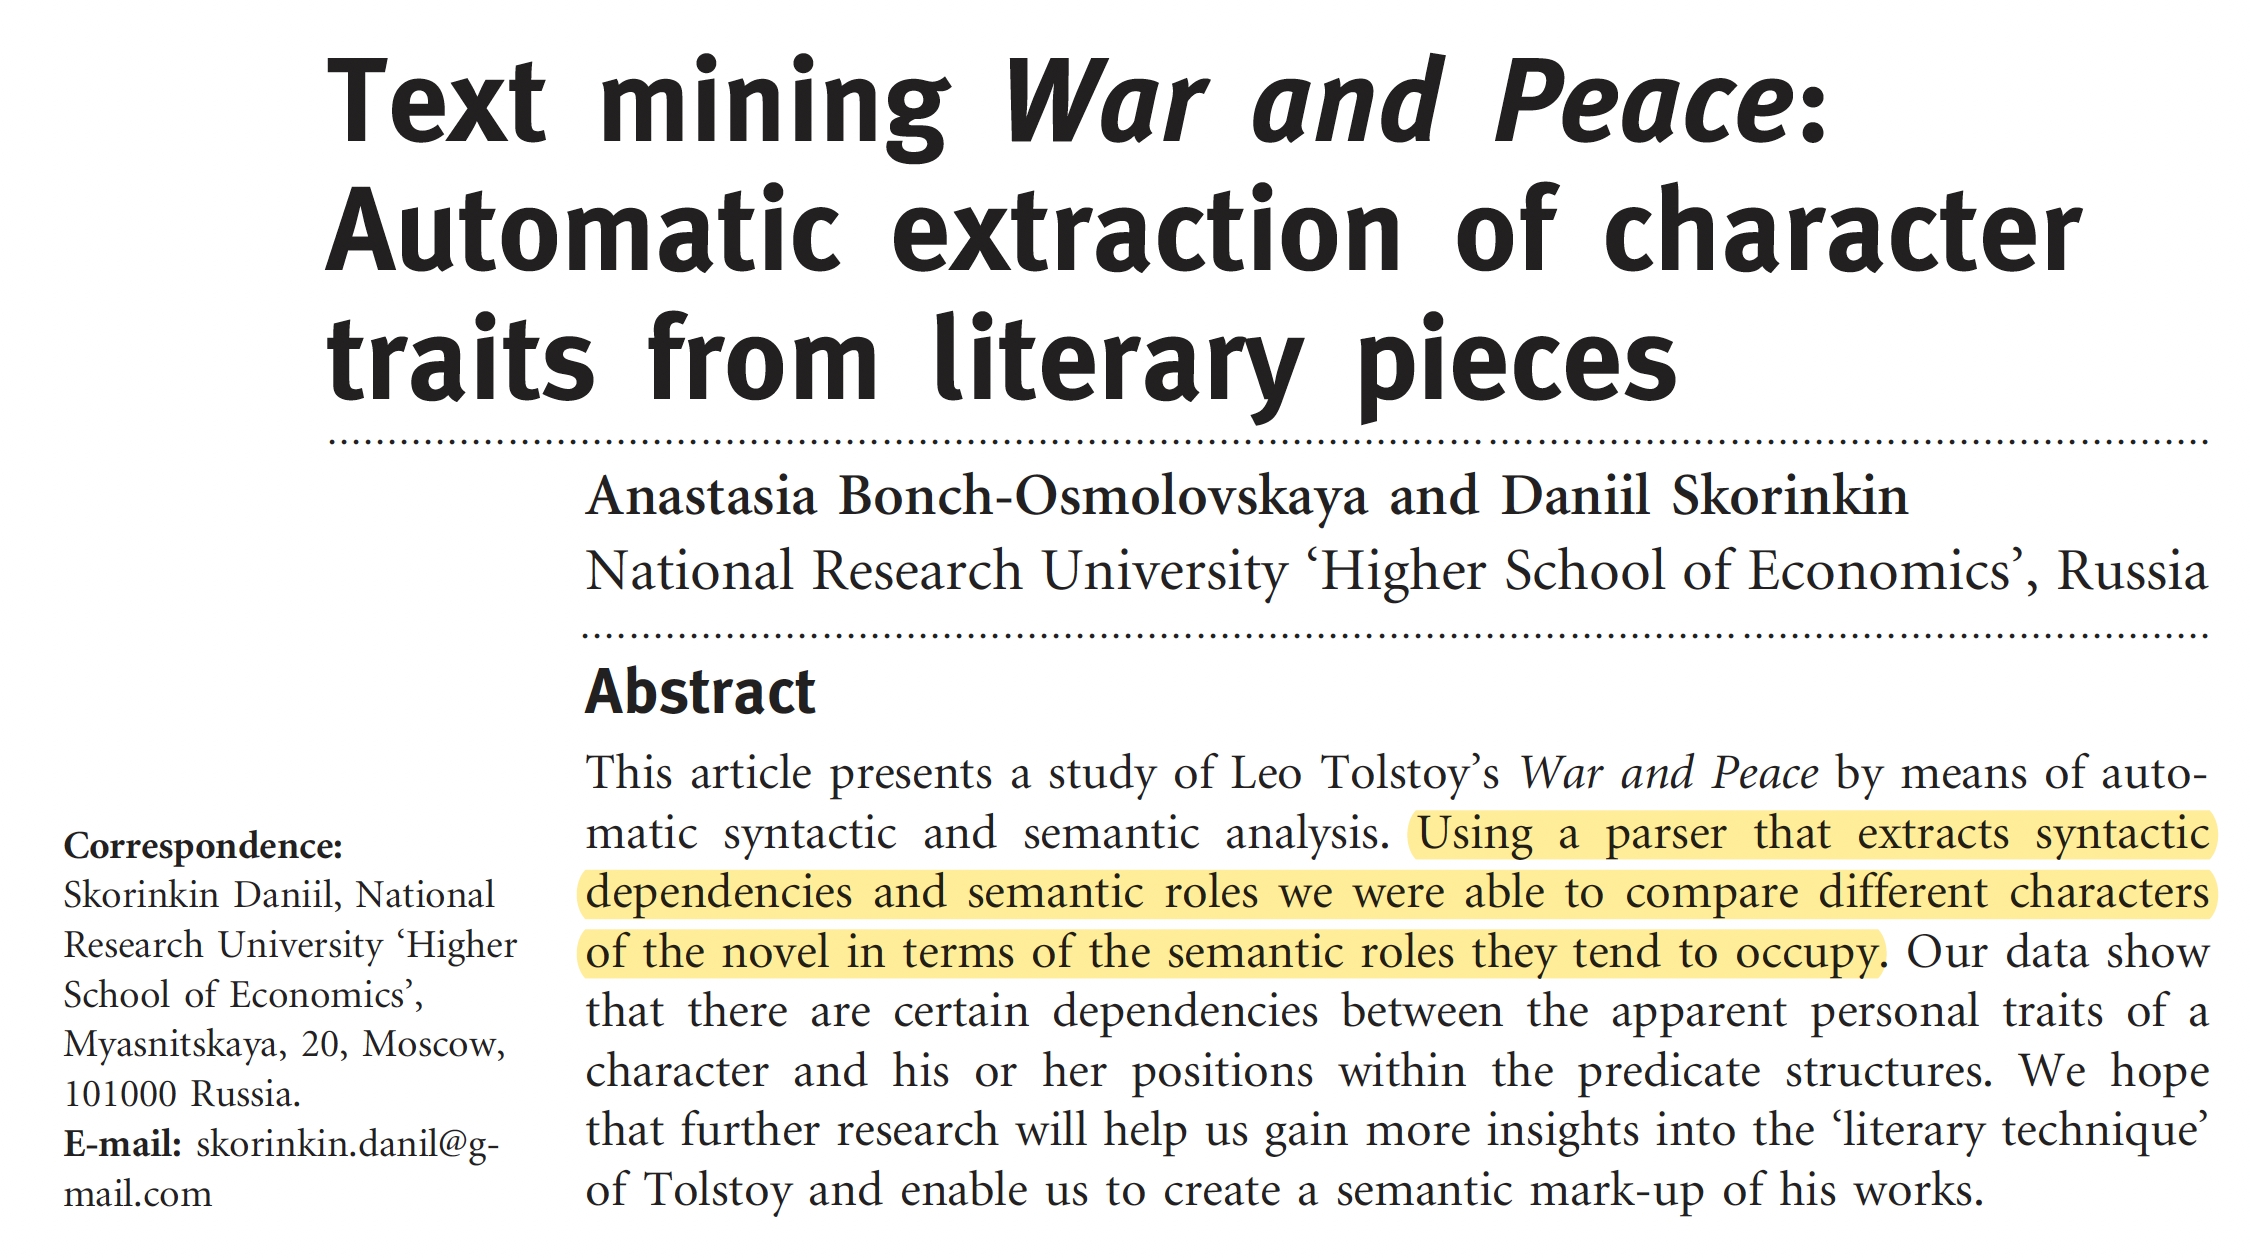 Text mining War and Peace:
Automatic extraction of character
traits from literary pieces
Anastasia Bonch-Osmolovskaya and Daniil Skorinkin
National Research University ‘Higher School of Economics’, Russia
Abstract
This article presents a study of Leo Tolstoy’s War and Peace by means of auto-
matic syntactic and semantic analysis. Using a parser that extracts syntactic
dependencies and semantic roles we were able to compare different characters
of the novel in terms of the semantic roles they tend to occupy. Our data show
that there are certain dependencies between the apparent personal traits of a
character and his or her positions within the predicate structures. We hope
that further research will help us gain more insights into the ‘literary technique’
of Tolstoy and enable us to create a semantic mark-up of his works.
Correspondence:
Skorinkin Daniil, National
Research University ‘Higher
School of Economics’,
Myasnitskaya, 20, Moscow,
101000 Russia.
E-mail: skorinkin.danil@g-
mail.com